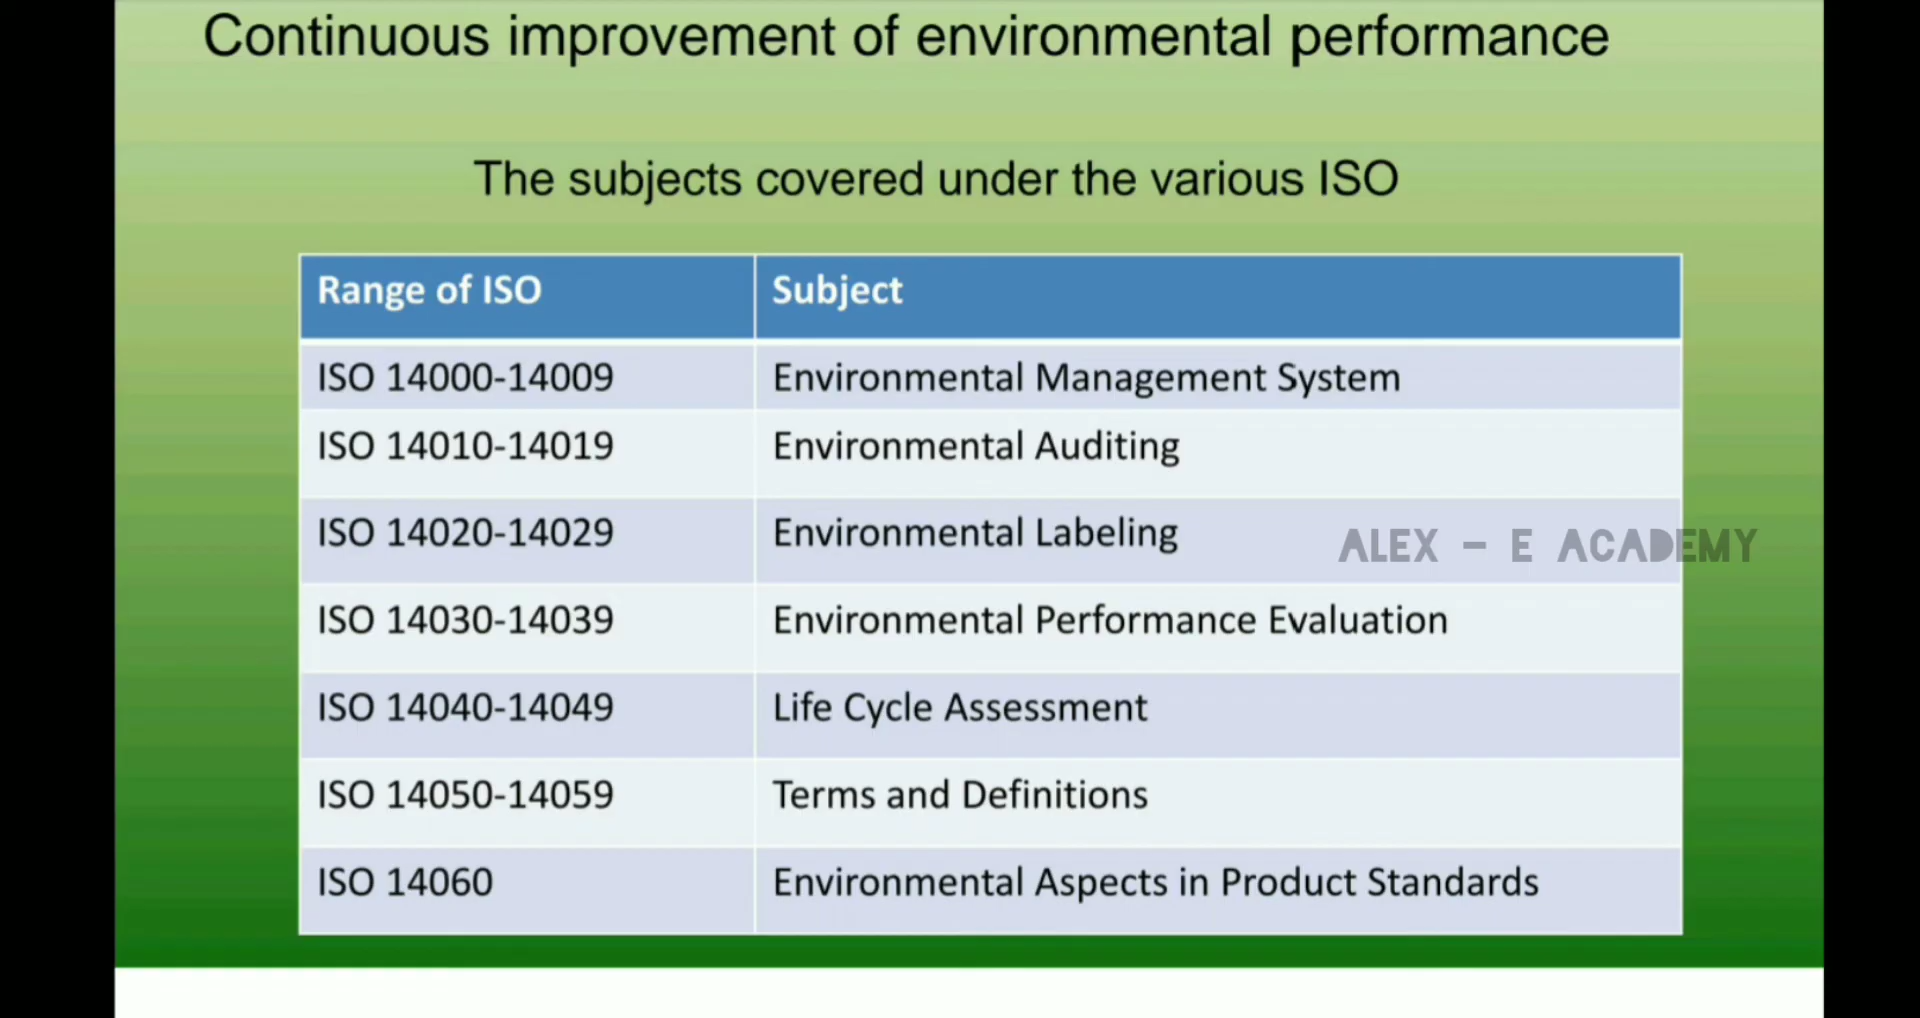 Continuous improvement of environmental performance
The subjects covered under the various ISO
Range of ISO Subject
ISO 14000-14009 Environmental Management System
ISO 14010-14019 Environmental Auditing
ISO 14020-14029 Environmental Labeling
ALEX – E ACADEMY
ISO 14030-14039 Environmental Performance Evaluation
ISO 14040-14049 Life Cycle Assessment
ISO 14050-14059 Terms and Definitions
ISO 14060 Environmental Aspects in Product Standards